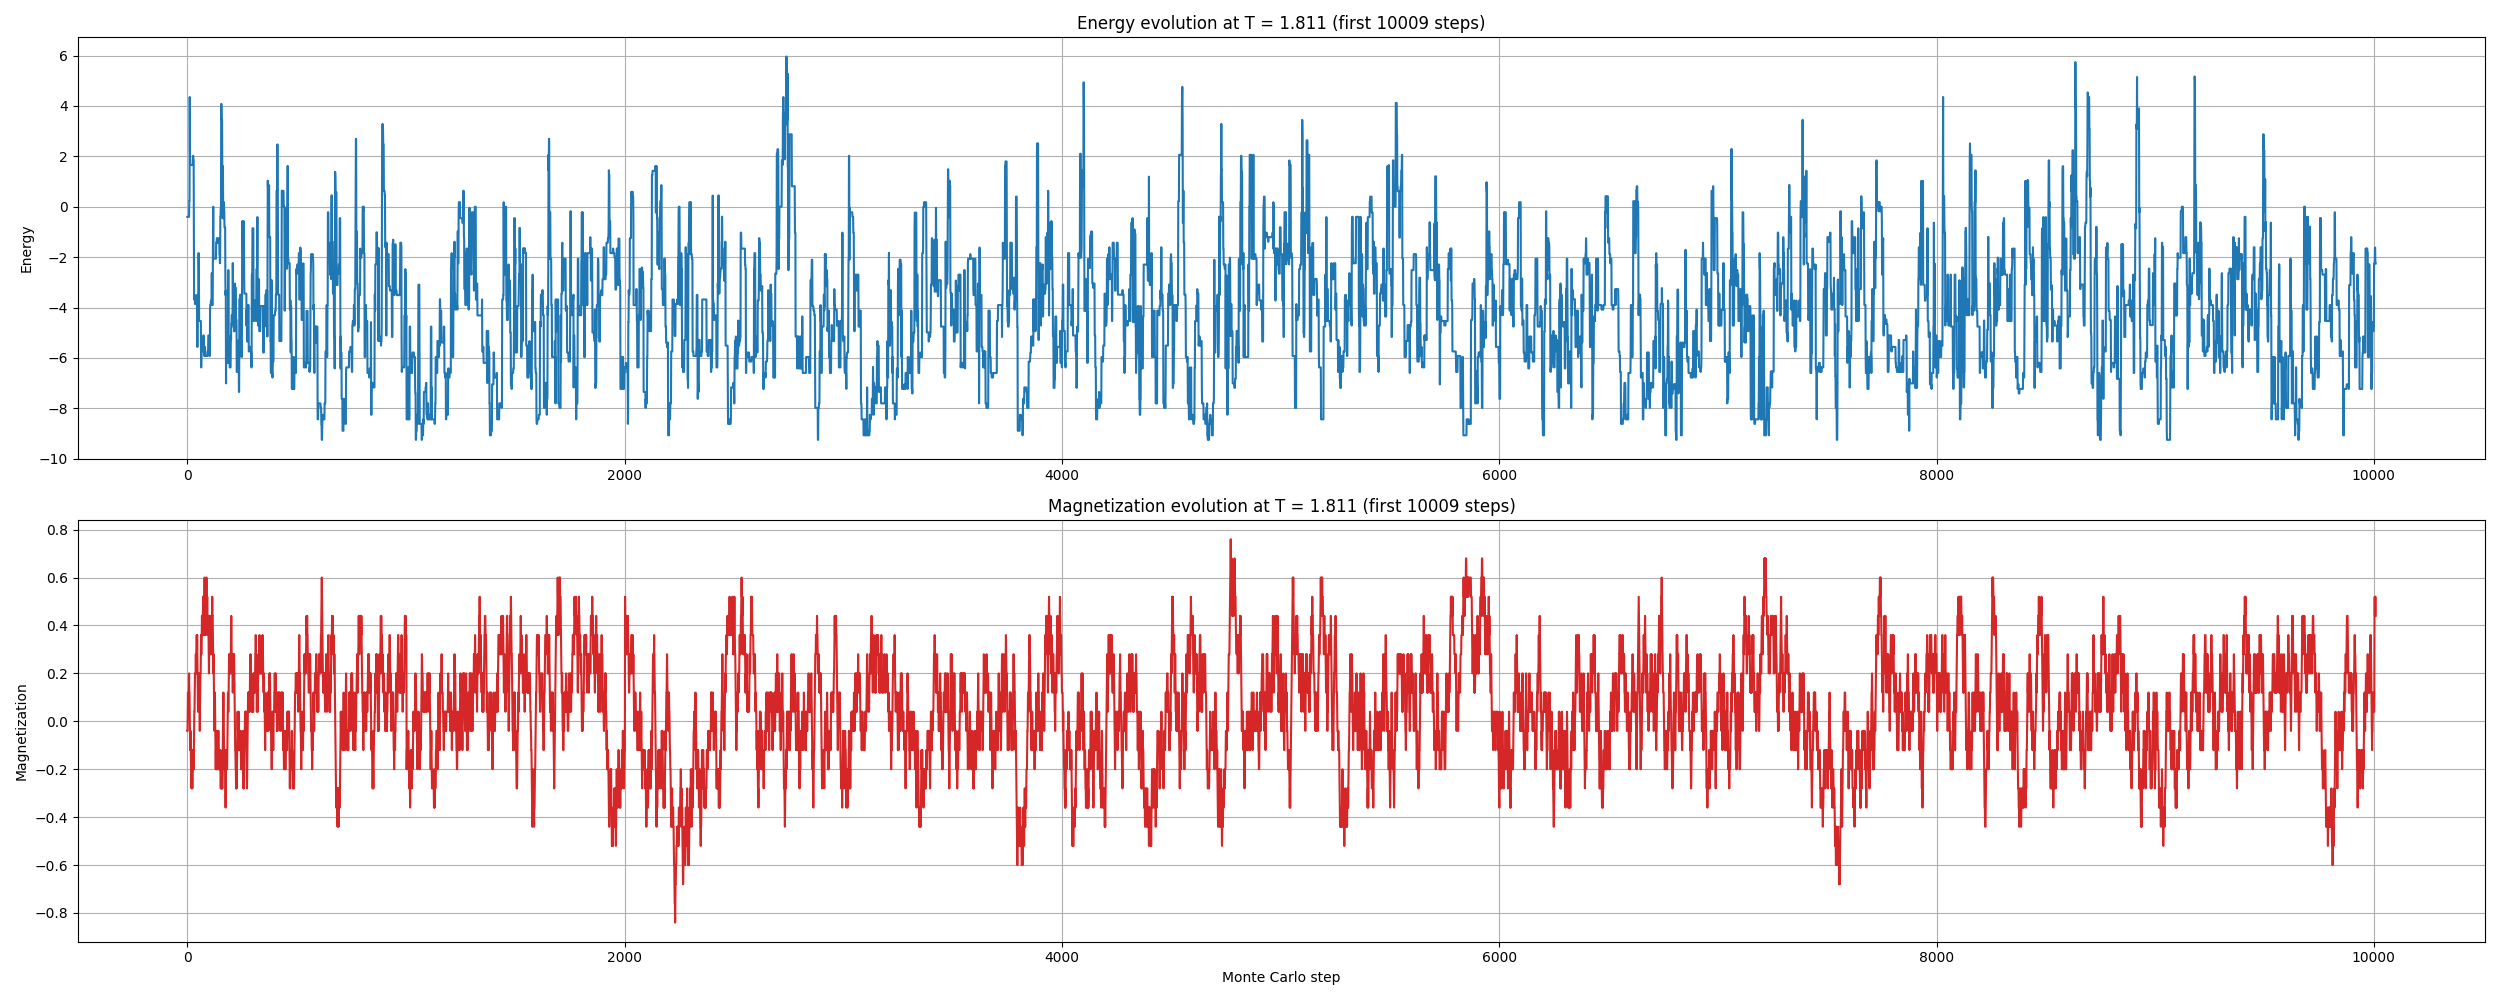 Energy evolution at T = 1.811 (first 10009 steps)
6
4
2
0
−2
−4
−6
−8
−10
Energy
0 2000 4000 6000 8000 10000
Magnetization evolution at T = 1.811 (first 10009 steps)
0.8
0.6
0.4
0.2
0.0
−0.2
−0.4
−0.6
−0.8
Magnetization
0 2000 4000 6000 8000 10000
Monte Carlo step